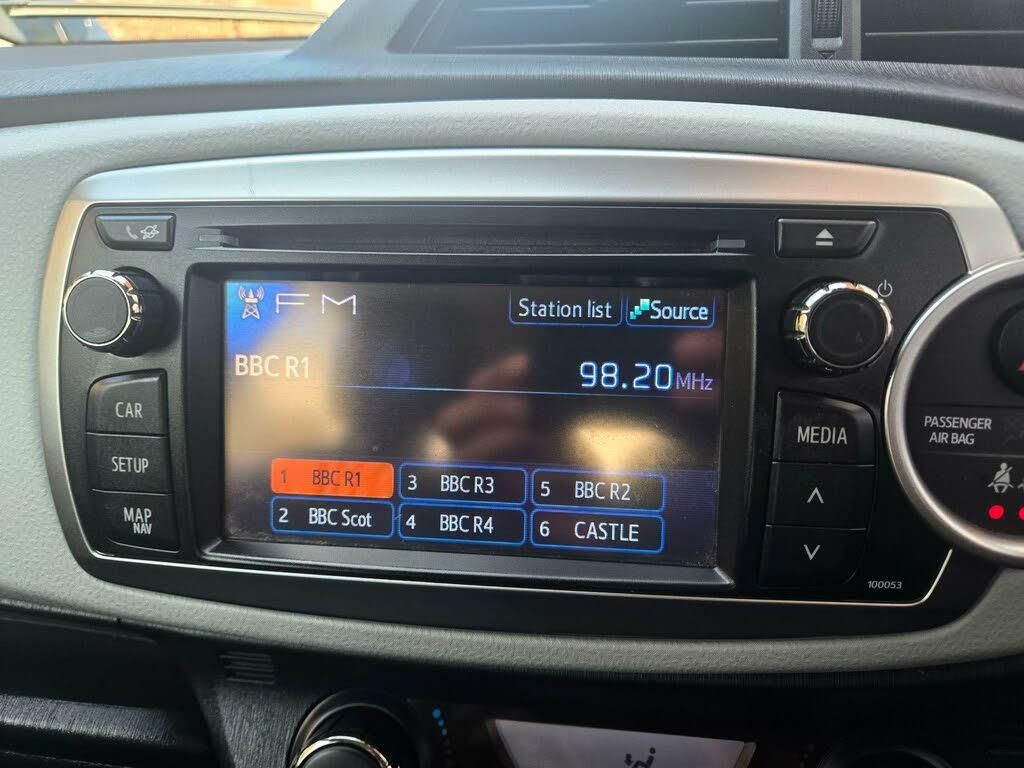 FM
Station list
Source
BBC R1
98.20MHz
CAR
SETUP
MAP
NAV
1 BBC R1
3 BBC R3
5 BBC R2
2 BBC Scot
4 BBC R4
6 CASTLE
MEDIA
100053
PASSENGER
AIR BAG